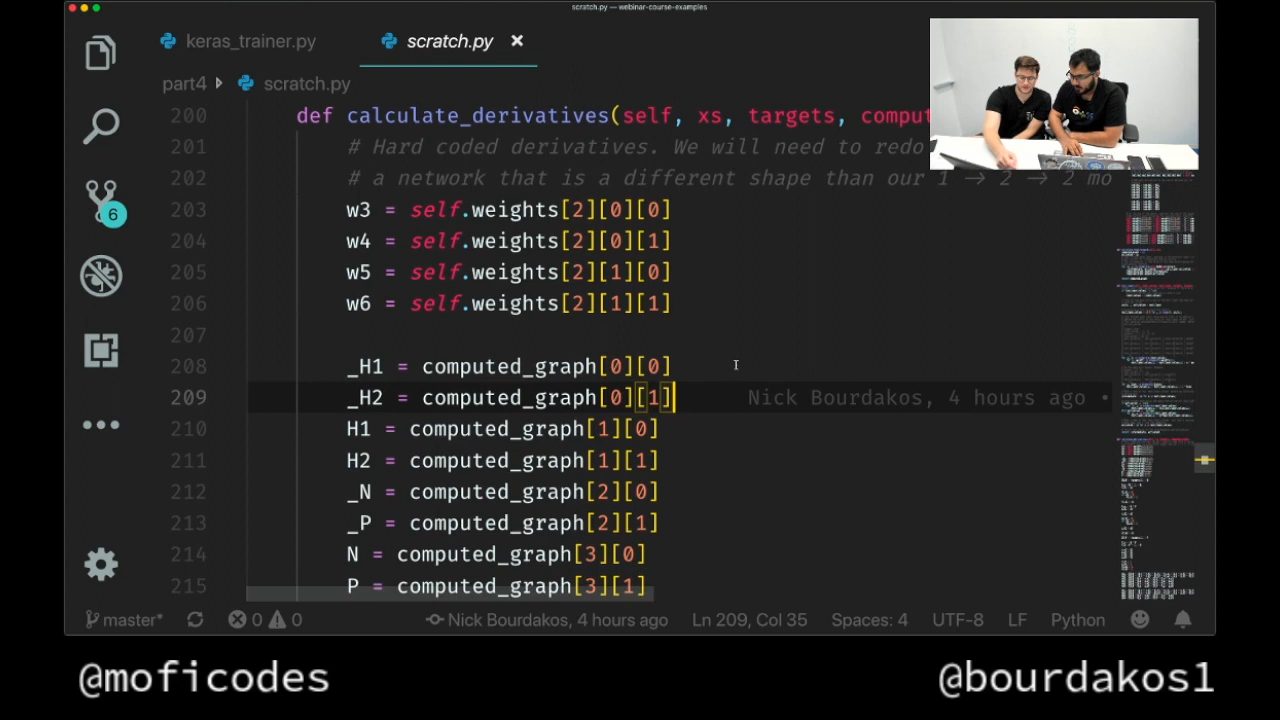 scratch.py — webinar-course-examples
keras_trainer.py
scratch.py
part4
scratch.py
200 def calculate_derivatives(self, xs, targets, comput
201 # Hard coded derivatives. We will need to redo
202 # a network that is a different shape than our 1 -> 2 -> 2 mo
203 w3 = self.weights[2][0][0]
204 w4 = self.weights[2][0][1]
205 w5 = self.weights[2][1][0]
206 w6 = self.weights[2][1][1]
207
208 _H1 = computed_graph[0][0]
209 _H2 = computed_graph[0][1] Nick Bourdakos, 4 hours ago •
210 H1 = computed_graph[1][0]
211 H2 = computed_graph[1][1]
212 _N = computed_graph[2][0]
213 _P = computed_graph[2][1]
214 N = computed_graph[3][0]
215 P = computed_graph[3][1]
6
master* 0 0 Nick Bourdakos, 4 hours ago Ln 209, Col 35 Spaces: 4 UTF-8 LF Python
@moficodes @bourdakos1